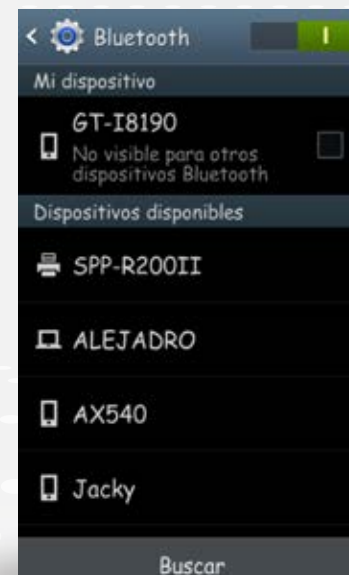 Bluetooth
Mi dispositivo
GT-I8190
No visible para otros
dispositivos Bluetooth
Dispositivos disponibles
SPP-R200II
ALEJADRO
AX540
Jacky
Buscar